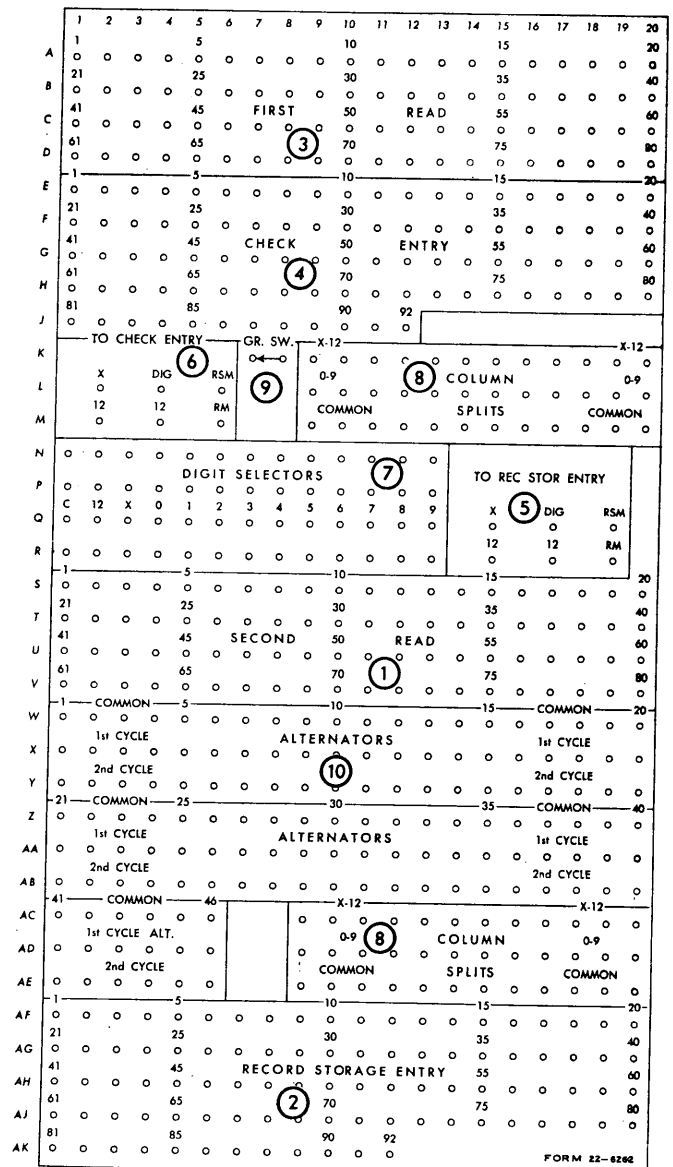 1 2 3 4 5 6 7 8 9 10 11 12 13 14 15 16 17 18 19 20
1 5 10 15 20
A
21 25 30 35 40
B
41 45 FIRST 50 READ 55 60
C
61 65 3 70 75 80
D
1 5 10 15 20
E
21 25 30 35 40
F
41 45 CHECK 50 ENTRY 55 60
G
61 65 4 70 75 80
H
81 85 90 92
J
TO CHECK ENTRY GR. SW. X-12 X-12
K
6 9 8
X DIG RSM 0-9 COLUMN 0-9
L
12 12 RM COMMON SPLITS COMMON
M
N
DIGIT SELECTORS 7 TO REC STOR ENTRY
P
C 12 X 0 1 2 3 4 5 6 7 8 9 X 5 DIG RSM
Q
12 12 RM
R
1 5 10 15 20
S
21 25 30 35 40
T
41 45 SECOND 50 READ 55 60
U
61 65 70 1 75 80
V
1 COMMON 5 10 15 COMMON 20
W
1st CYCLE ALTERNATORS 1st CYCLE
X
2nd CYCLE 10 2nd CYCLE
Y
21 COMMON 25 30 35 COMMON 40
Z
1st CYCLE ALTERNATORS 1st CYCLE
AA
2nd CYCLE 2nd CYCLE
AB
41 COMMON 46 X-12 X-12
AC
1st CYCLE ALT. 0-9 8 COLUMN 0-9
AD
2nd CYCLE COMMON SPLITS COMMON
AE
1 5 10 15 20
AF
21 25 30 35 40
AG
41 45 RECORD STORAGE ENTRY 55 60
AH
61 65 2 70 75 80
AJ
81 85 90 92
AK FORM 22-6262